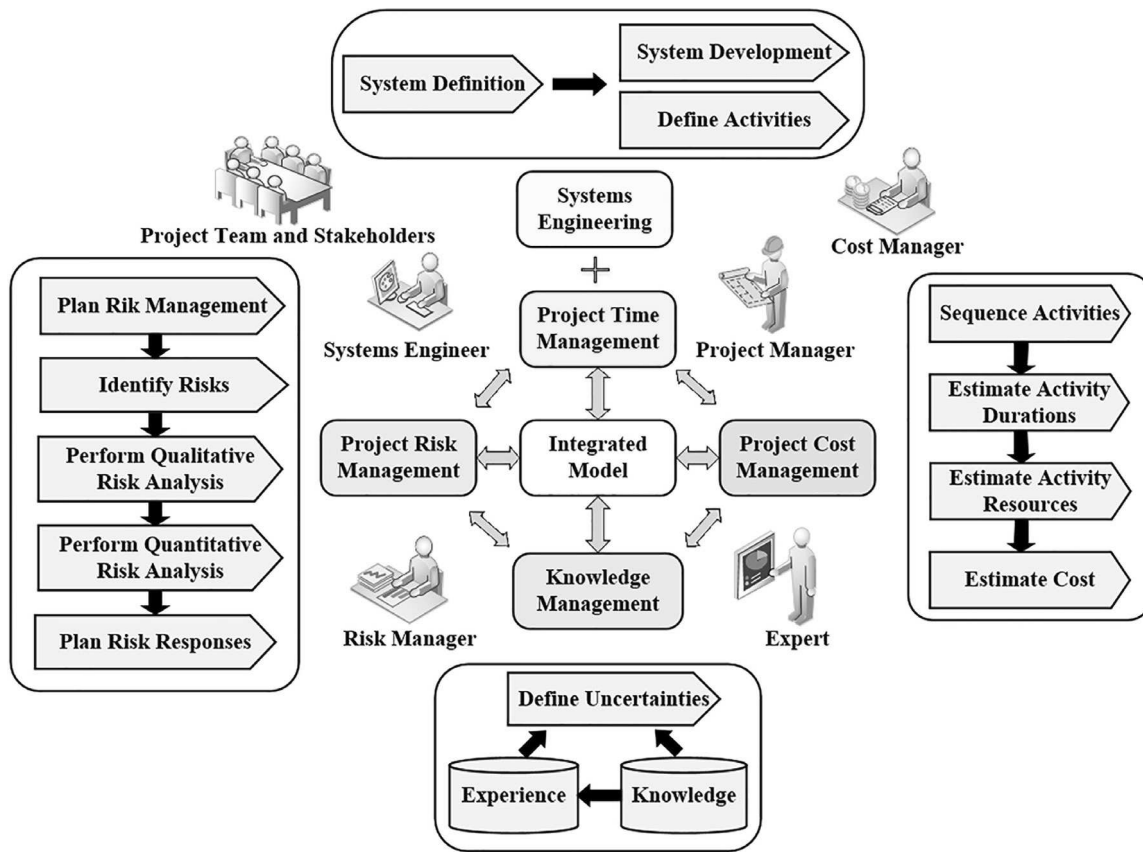 System Definition
System Development
Define Activities
Project Team and Stakeholders
Systems
Engineering
Cost Manager
Plan Rik Management
Identify Risks
Perform Qualitative
Risk Analysis
Perform Quantitative
Risk Analysis
Plan Risk Responses
Systems Engineer
Project Time
Management
Project Manager
Project Risk
Management
Integrated
Model
Project Cost
Management
Risk Manager
Knowledge
Management
Expert
Sequence Activities
Estimate Activity
Durations
Estimate Activity
Resources
Estimate Cost
Define Uncertainties
Experience
Knowledge